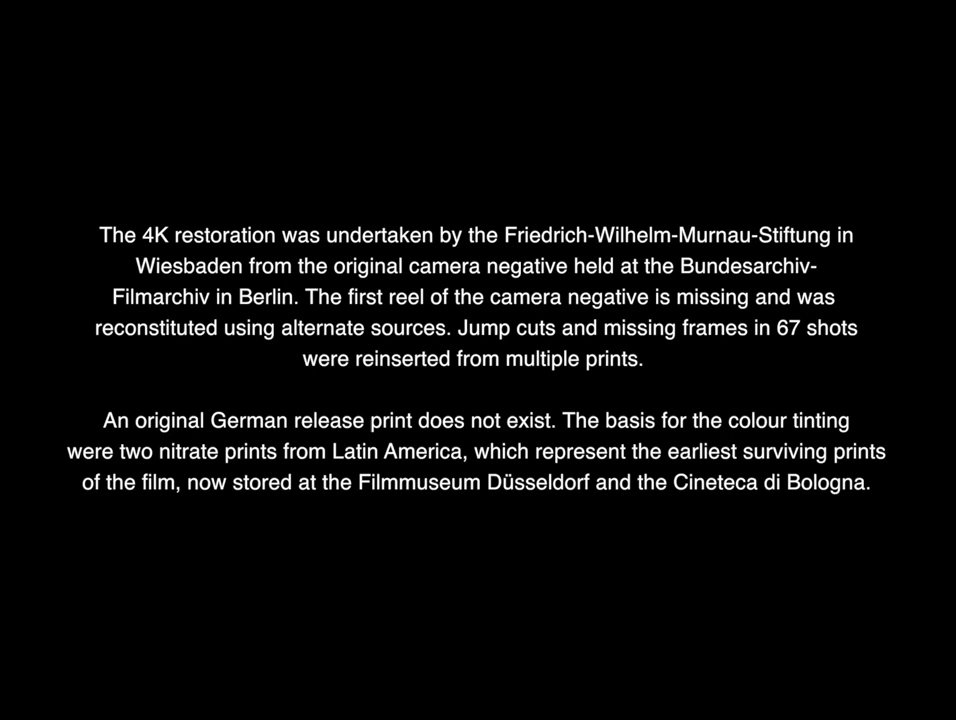 The 4K restoration was undertaken by the Friedrich-Wilhelm-Murnau-Stiftung in
Wiesbaden from the original camera negative held at the Bundesarchiv-
Filmarchiv in Berlin. The first reel of the camera negative is missing and was
reconstituted using alternate sources. Jump cuts and missing frames in 67 shots
were reinserted from multiple prints.
An original German release print does not exist. The basis for the colour tinting
were two nitrate prints from Latin America, which represent the earliest surviving prints
of the film, now stored at the Filmmuseum Düsseldorf and the Cineteca di Bologna.